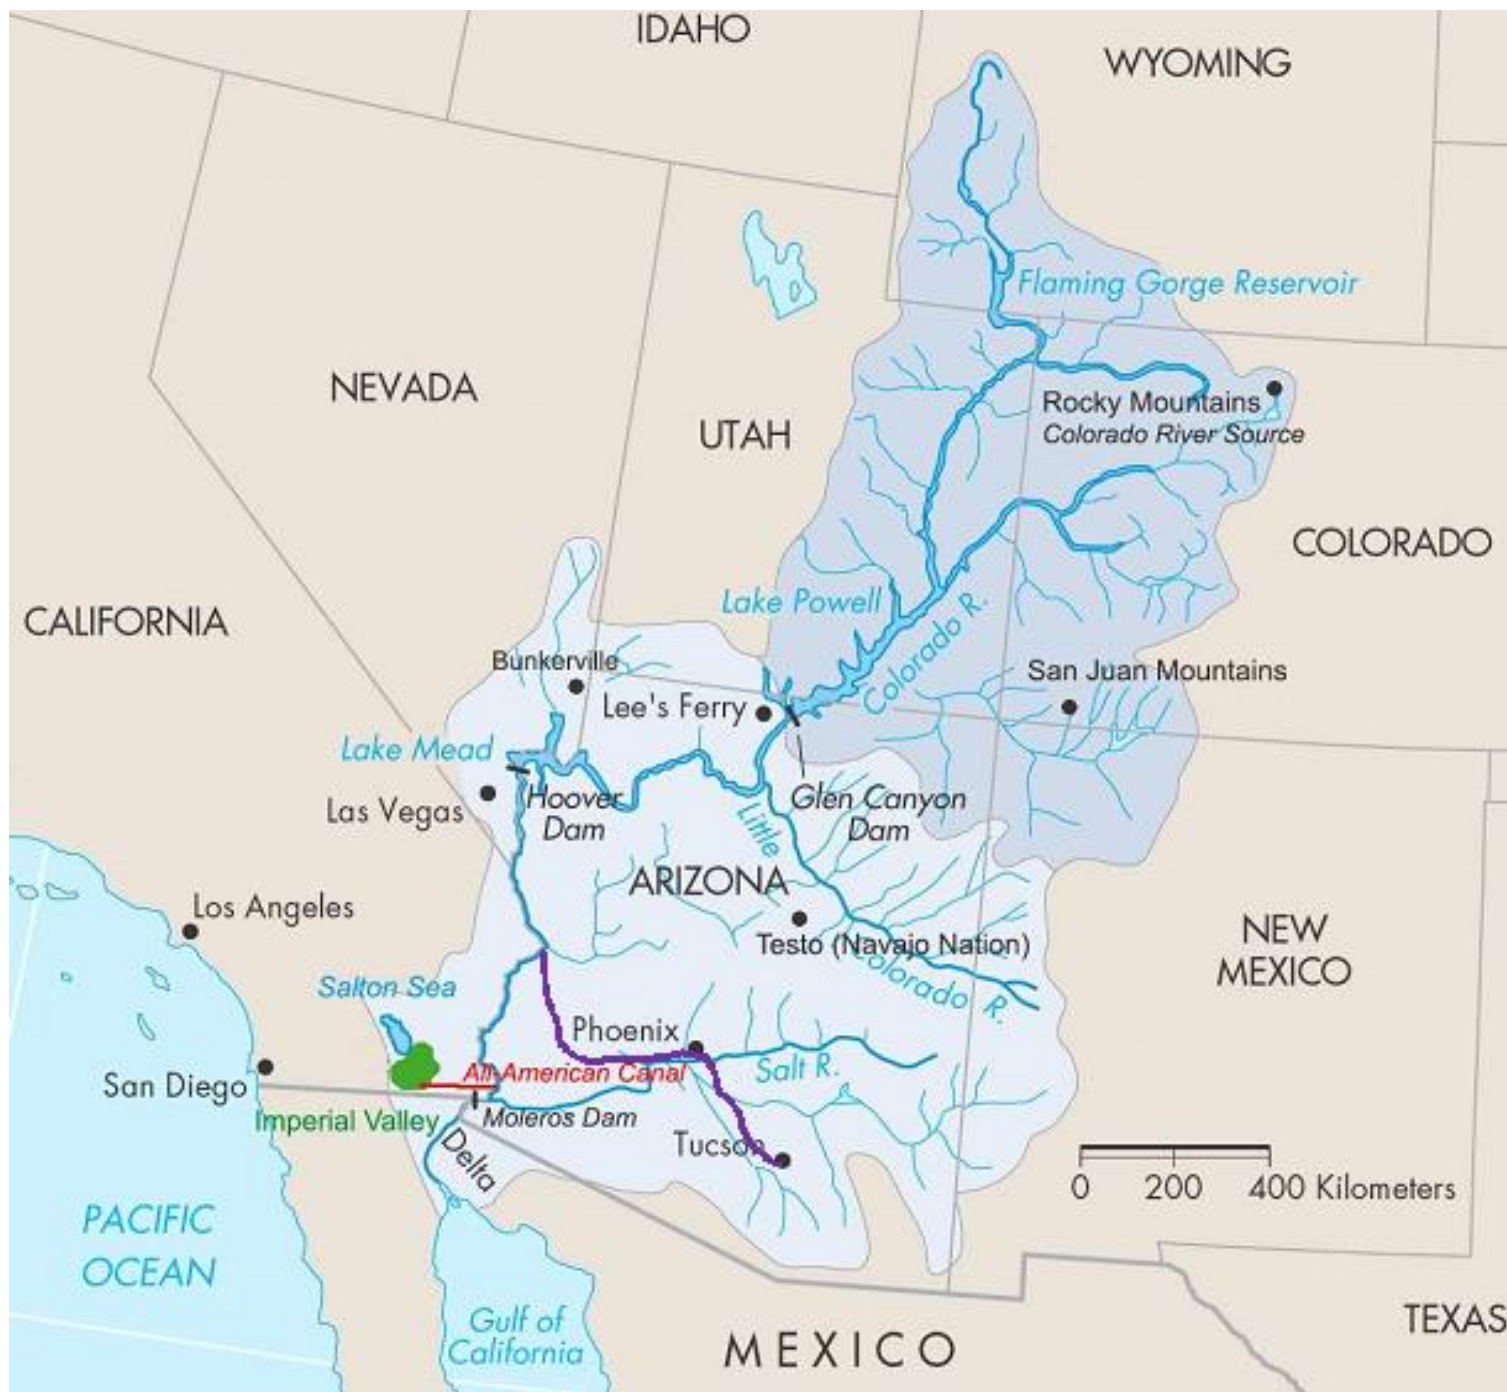 IDAHO
WYOMING
Flaming Gorge Reservoir
NEVADA
Rocky Mountains
Colorado River Source
UTAH
COLORADO
Lake Powell
CALIFORNIA
Colorado R.
Bunkerville
San Juan Mountains
Lee's Ferry
Lake Mead
Las Vegas
Hoover
Dam
Glen Canyon
Dam
Little
ARIZONA
Los Angeles
Testo (Navajo Nation)
Colorado R.
NEW
MEXICO
Salton Sea
Phoenix
Salt R.
All-American Canal
San Diego
Imperial Valley
Moleros Dam
Delta
Tucson
0 200 400 Kilometers
PACIFIC
OCEAN
Gulf of
California
MEXICO
TEXAS